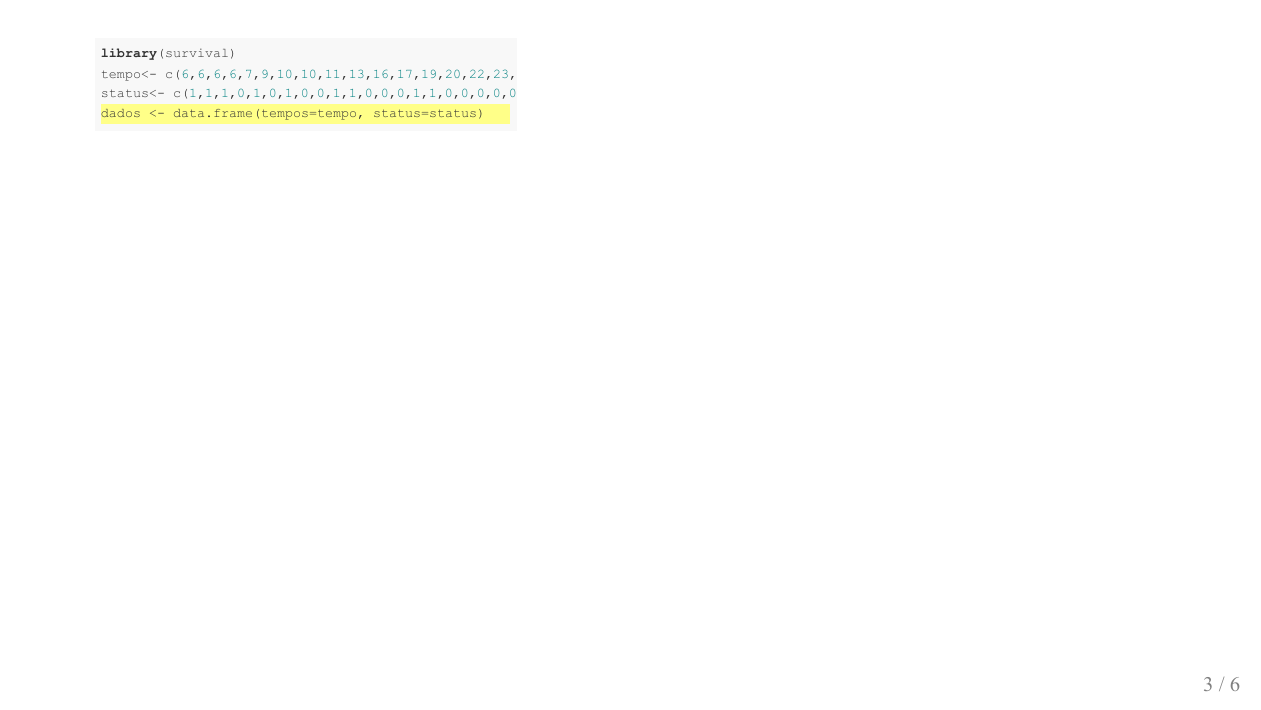 library(survival)
tempo<- c(6,6,6,6,7,9,10,10,11,13,16,17,19,20,22,23,
status<- c(1,1,1,0,1,0,1,0,0,1,1,0,0,0,1,1,0,0,0,0,0
dados <- data.frame(tempos=tempo, status=status)
3 / 6